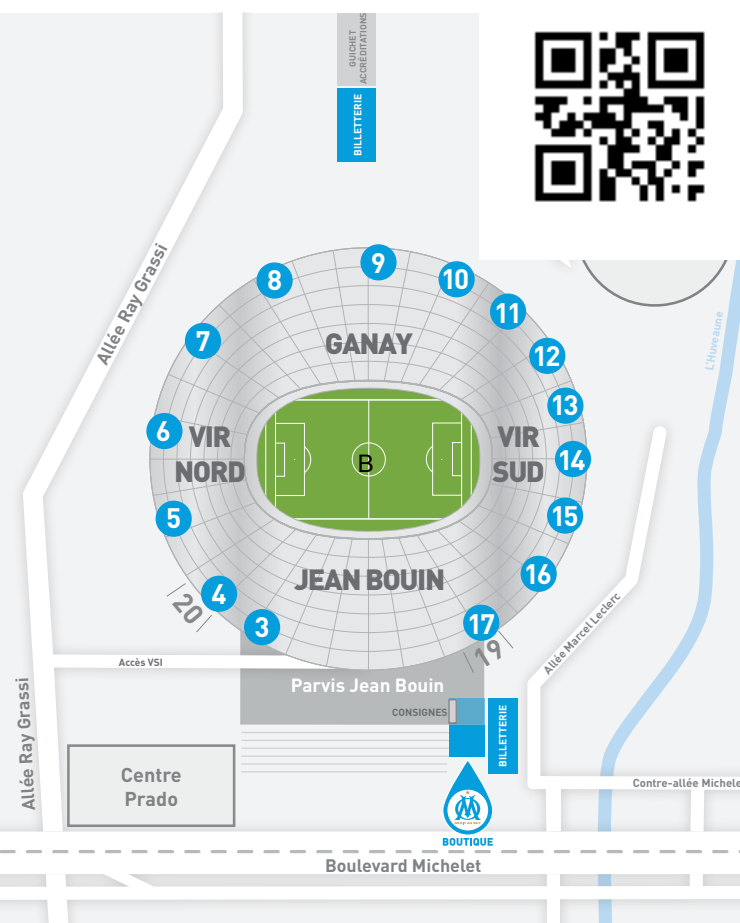 GUICHET
ACCRÉDITATIONS
BILLETTERIE
Allée Ray Grassi
8
9
10
11
7
12
GANAY
L'Huveaune
13
6
VIR
NORD
B
VIR
SUD
14
5
15
16
JEAN BOUIN
4
20
3
17
19
Allée Marcel Leclerc
Accès VSI
Parvis Jean Bouin
CONSIGNES
BILLETTERIE
Allée Ray Grassi
Centre
Prado
Contre-allée Michele
BOUTIQUE
Boulevard Michelet